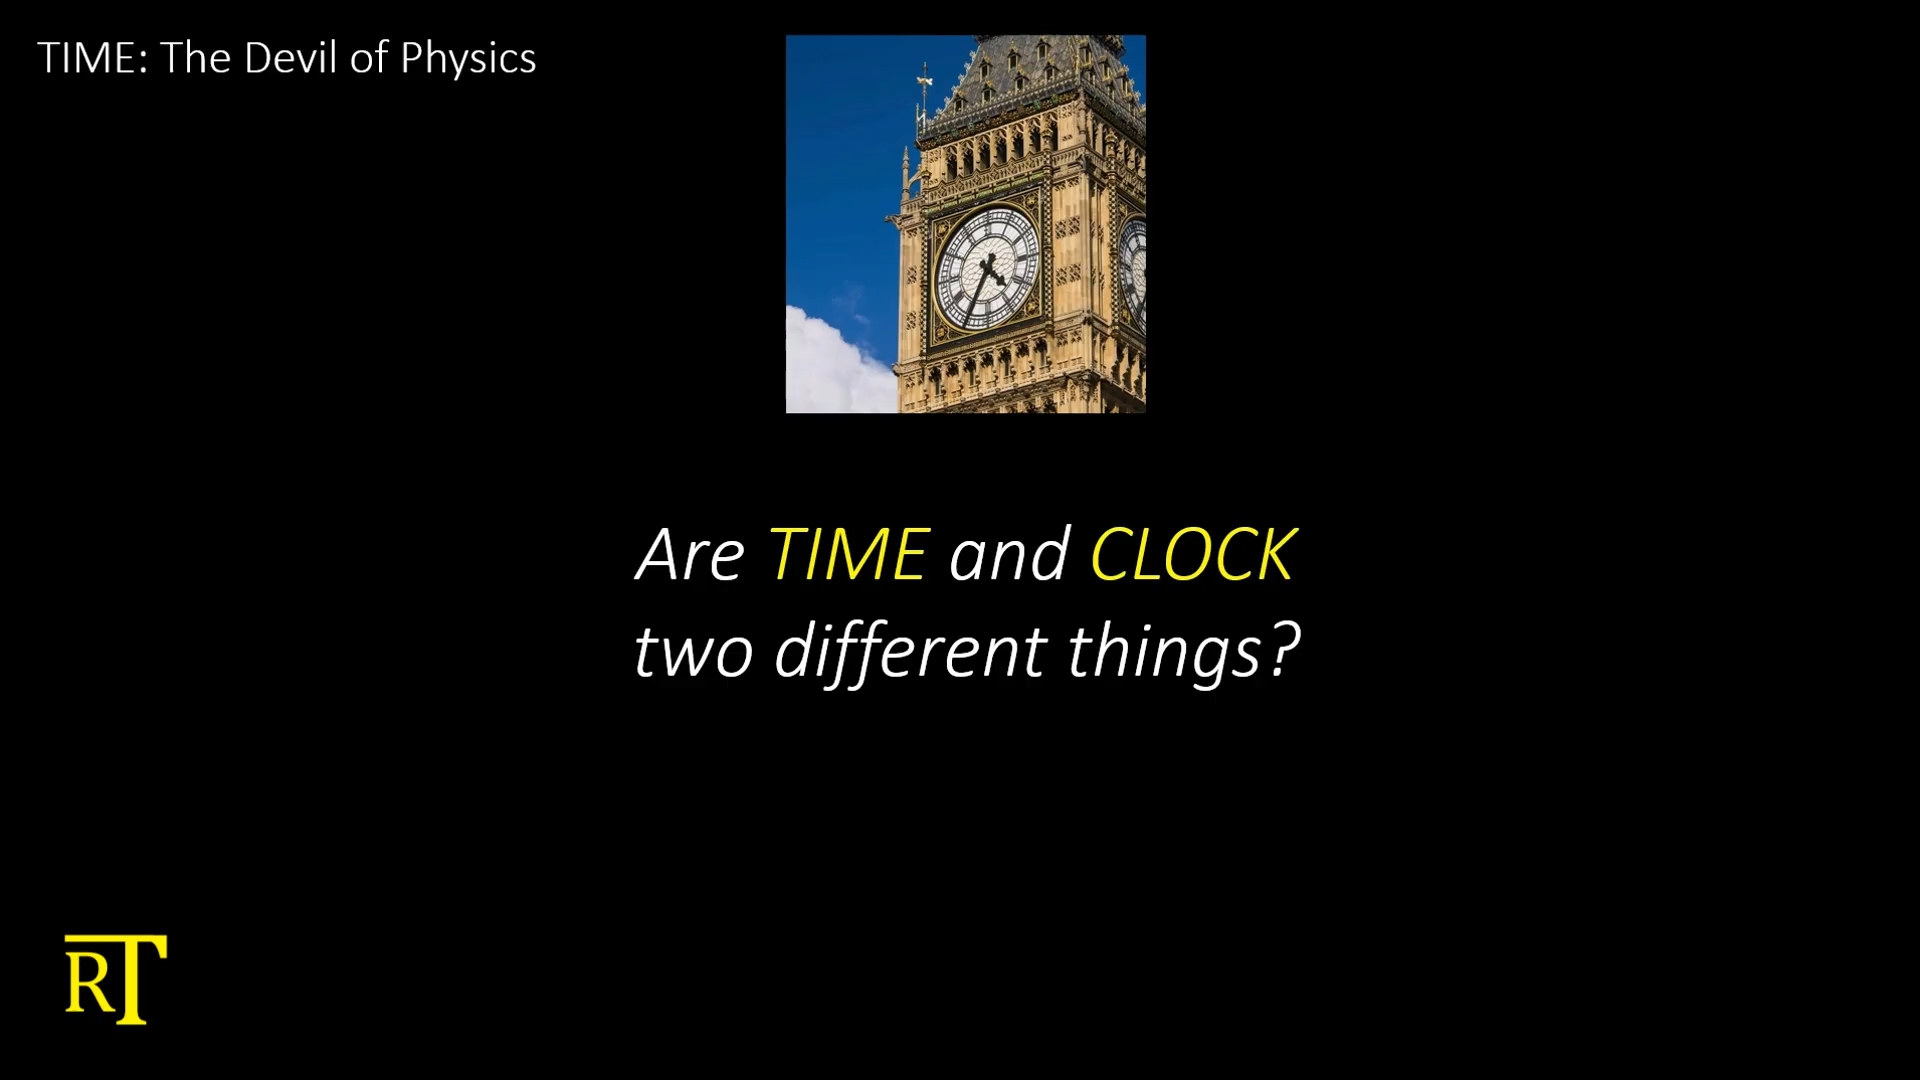 TIME: The Devil of Physics
Are TIME and CLOCK
two different things?
RT